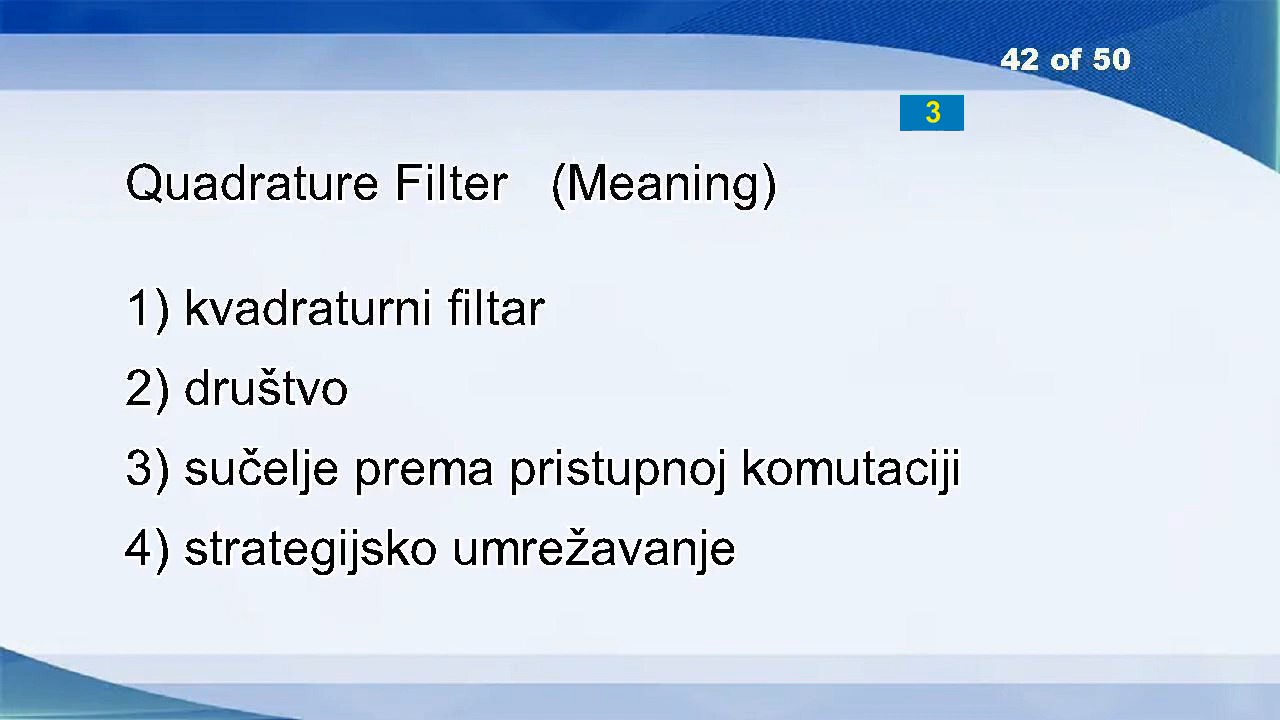 42 of 50
3
Quadrature Filter (Meaning)
1) kvadraturni filtar
2) društvo
3) sučelje prema pristupnoj komutaciji
4) strategijsko umrežavanje